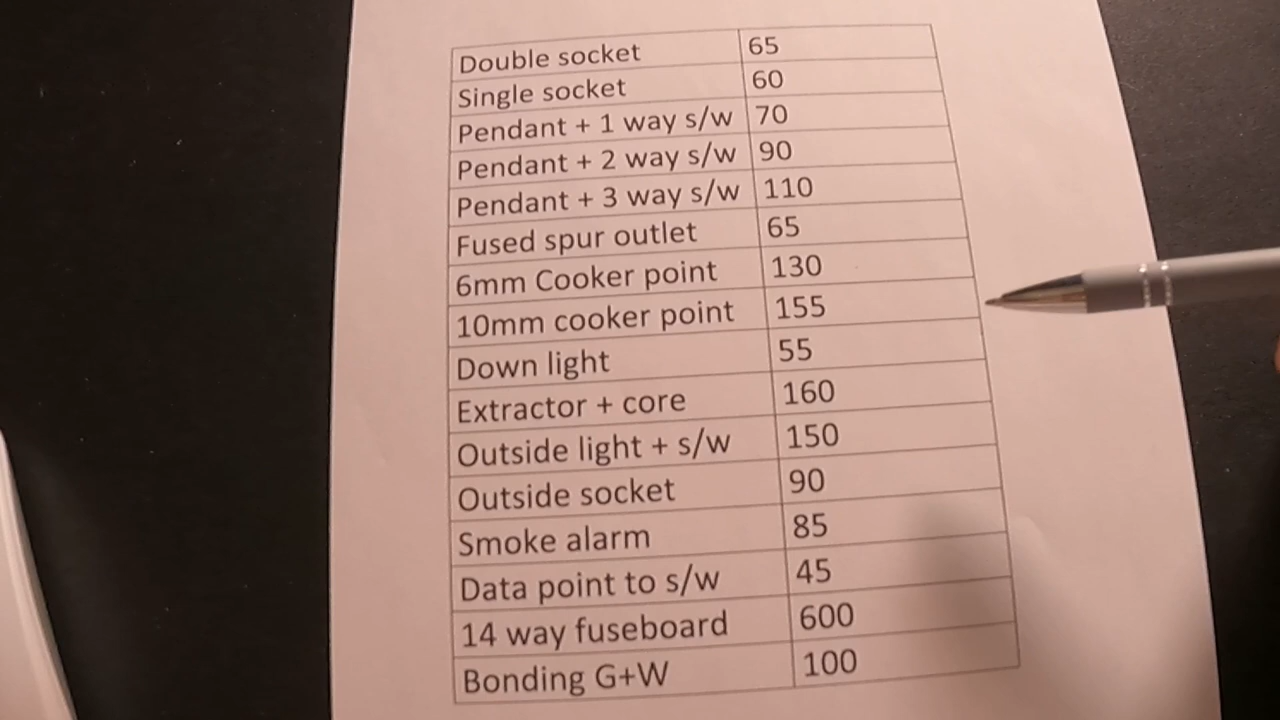 Double socket 65
Single socket 60
Pendant + 1 way s/w 70
Pendant + 2 way s/w 90
Pendant + 3 way s/w 110
Fused spur outlet 65
6mm Cooker point 130
10mm cooker point 155
Down light 55
Extractor + core 160
Outside light + s/w 150
Outside socket 90
Smoke alarm 85
Data point to s/w 45
14 way fuseboard 600
Bonding G+W 100